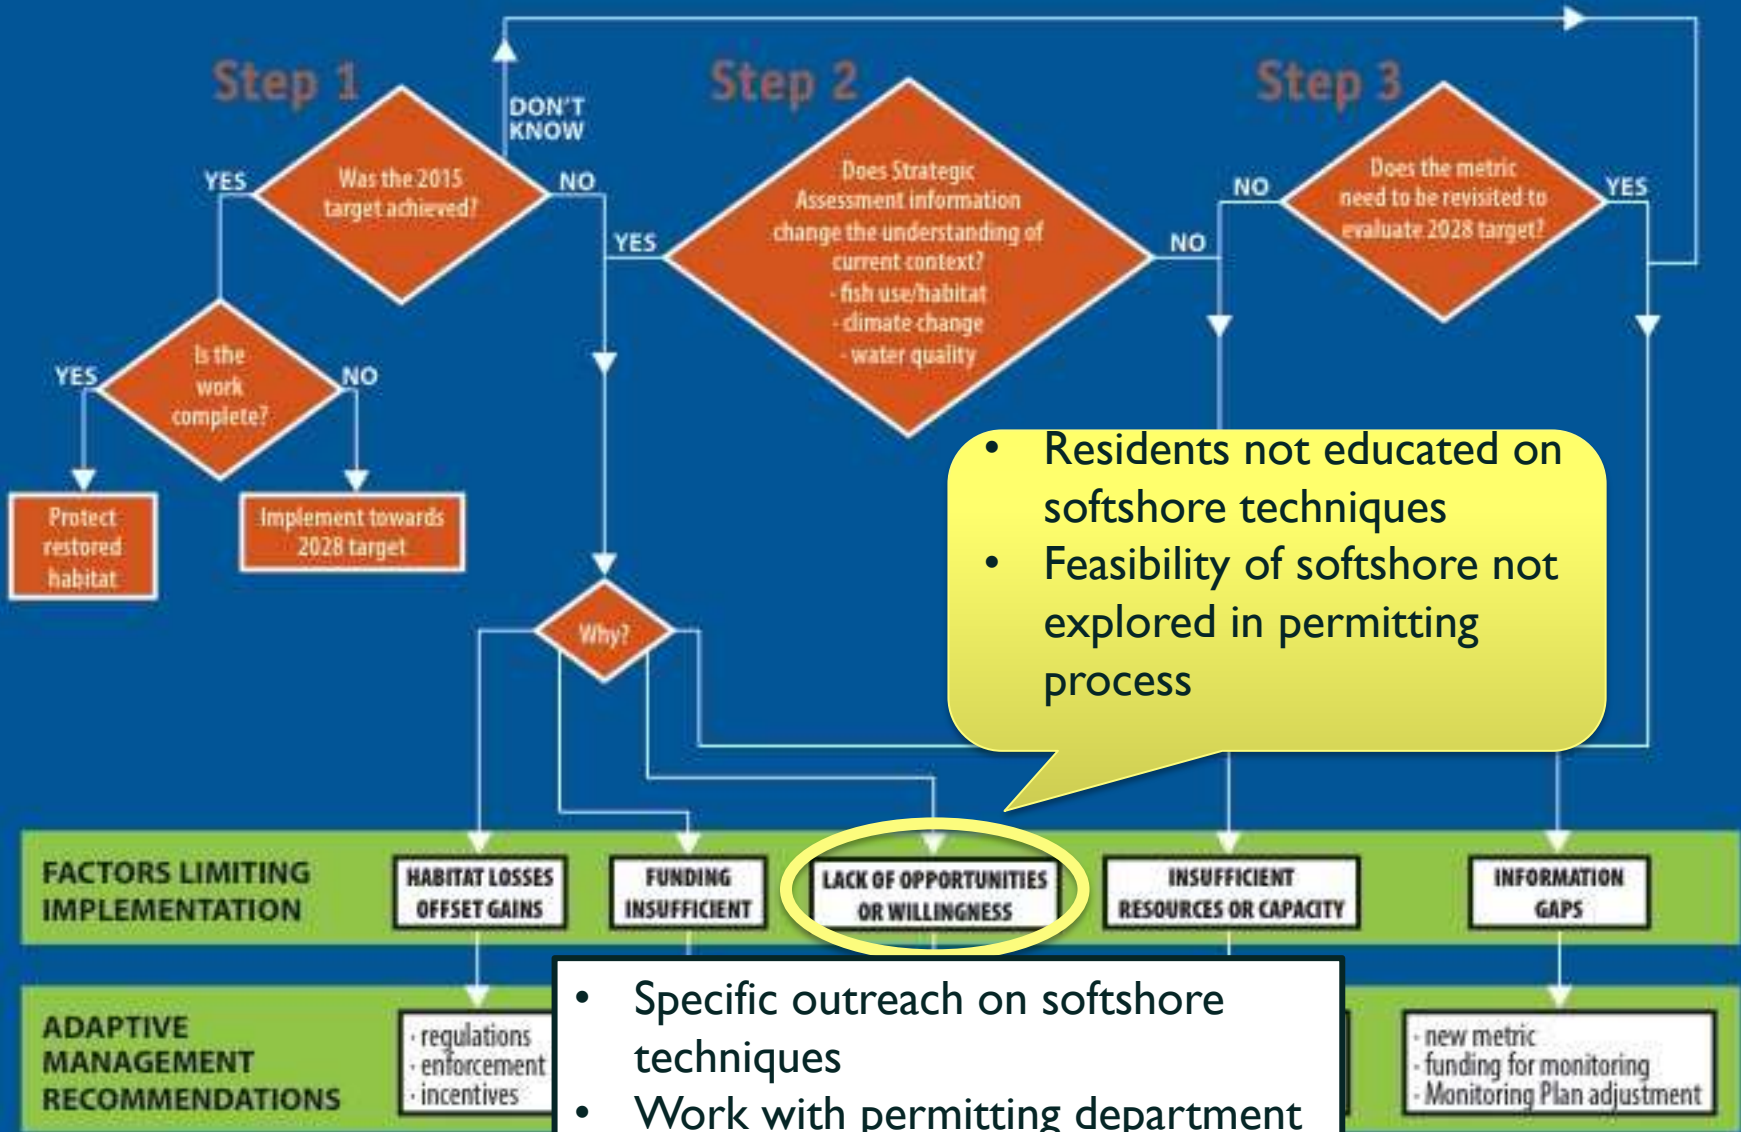 Step 1
Step 2
Step 3
DON'T
KNOW
YES
Was the 2015
target achieved?
NO
YES
Does Strategic
Assessment information
change the understanding of
current context?
- fish use/habitat
- climate change
- water quality
NO
NO
Does the metric
need to be revisited to
evaluate 2028 target?
YES
YES
Is the
work
complete?
NO
Protect
restored
habitat
Implement towards
2028 target
Why?
• Residents not educated on
softshore techniques
• Feasibility of softshore not
explored in permitting
process
FACTORS LIMITING
IMPLEMENTATION
HABITAT LOSSES
OFFSET GAINS
FUNDING
INSUFFICIENT
LACK OF OPPORTUNITIES
OR WILLINGNESS
INSUFFICIENT
RESOURCES OR CAPACITY
INFORMATION
GAPS
ADAPTIVE
MANAGEMENT
RECOMMENDATIONS
- regulations
- enforcement
- incentives
• Specific outreach on softshore
techniques
• Work with permitting department
- new metric
- funding for monitoring
- Monitoring Plan adjustment